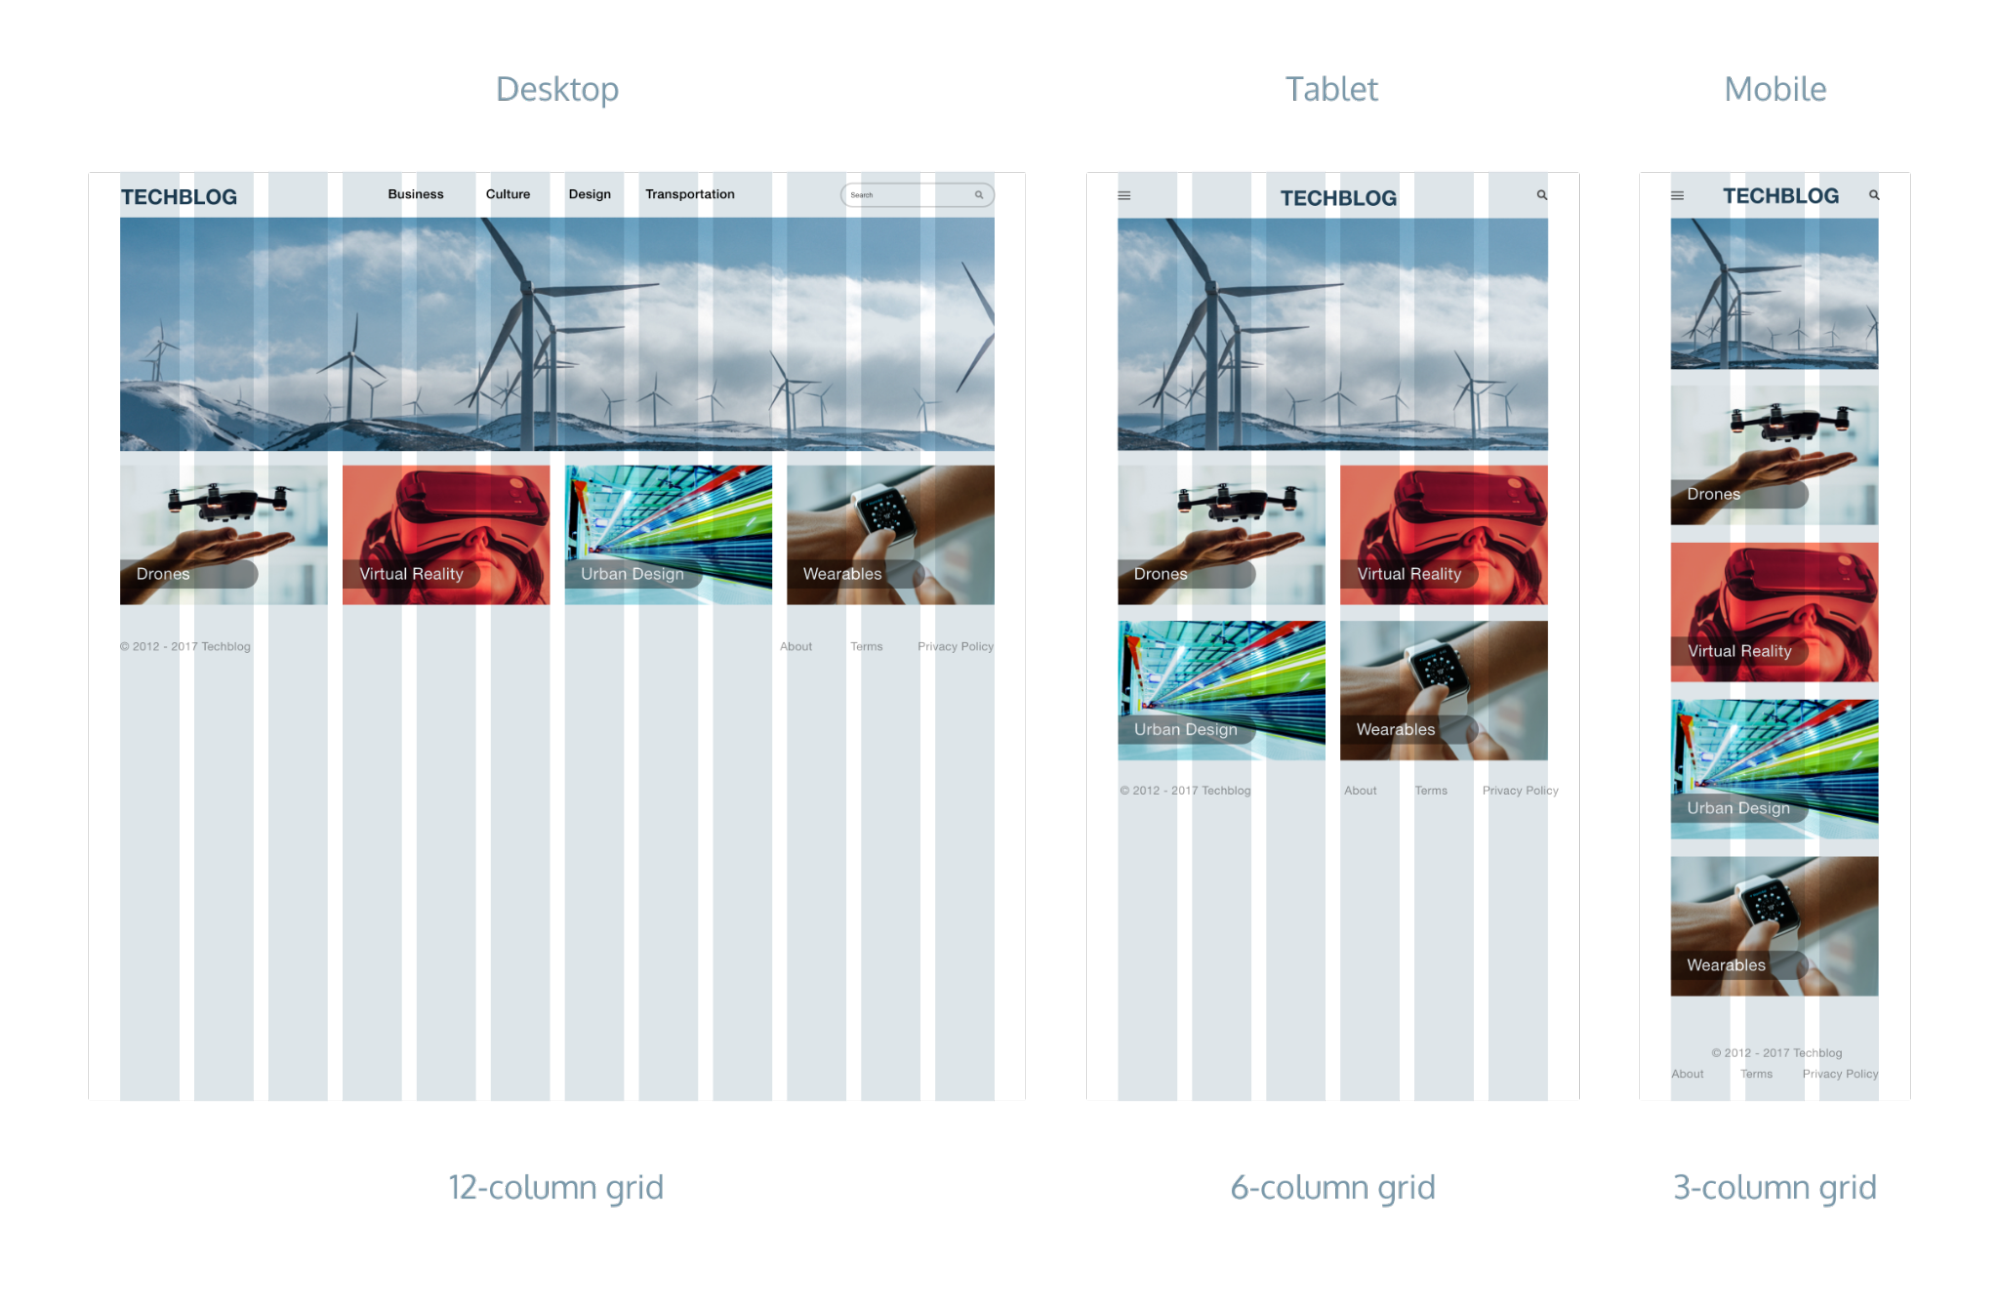 Desktop
TECHBLOG
Business Culture Design Transportation
Search
Drones Virtual Reality Urban Design Wearables
© 2012 - 2017 Techblog About Terms Privacy Policy
12-column grid
Tablet
TECHBLOG
Drones Virtual Reality
Urban Design Wearables
© 2012 - 2017 Techblog About Terms Privacy Policy
6-column grid
Mobile
TECHBLOG
Drones
Virtual Reality
Urban Design
Wearables
© 2012 - 2017 Techblog
About Terms Privacy Policy
3-column grid